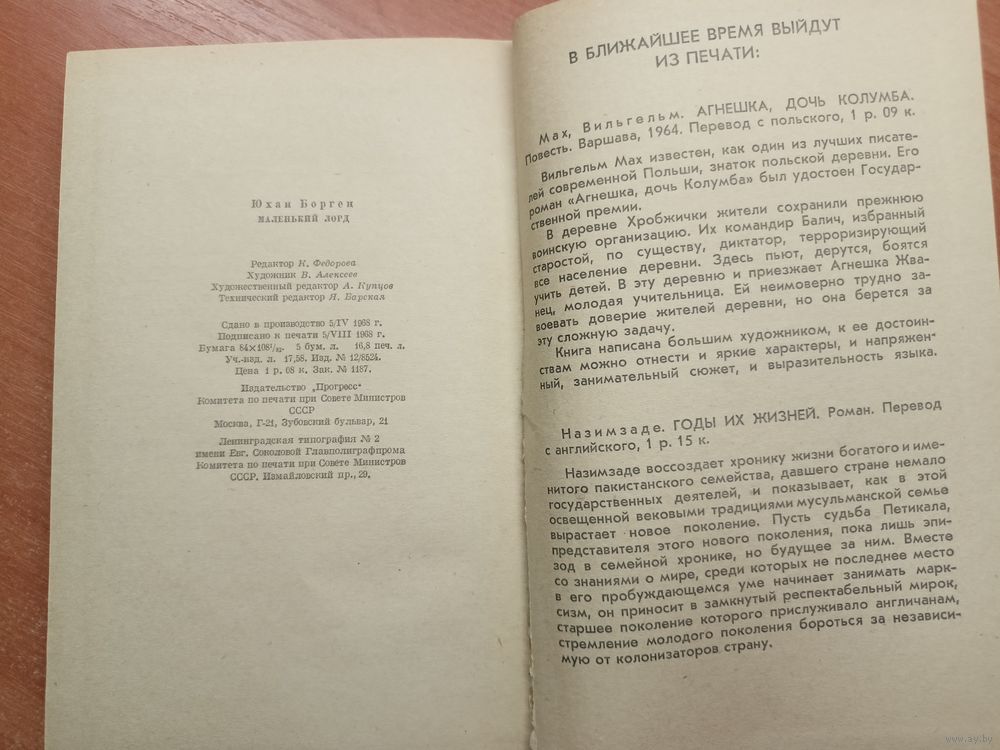 Юхан Борген
МАЛЕНЬКИЙ ЛОРД
Редактор Н. Федорова
Художник В. Алексеев
Художественный редактор А. Купцов
Технический редактор Я. Барская
Сдано в производство 5/IV 1968 г.
Подписано к печати 5/VIII 1968 г.
Бумага 84×108¹/₃₂. 5 бум. л. 16,8 печ. л.
Уч.-изд. л. 17,58. Изд. № 12/8524.
Цена 1 р. 08 к. Зак. № 1187.
Издательство „Прогресс“
Комитета по печати при Совете Министров
СССР
Москва, Г-21, Зубовский бульвар, 21
Ленинградская типография № 2
имени Евг. Соколовой Главполиграфпрома
Комитета по печати при Совете Министров
СССР. Измайловский пр., 29.
В БЛИЖАЙШЕЕ ВРЕМЯ ВЫЙДУТ
ИЗ ПЕЧАТИ:
Мах, Вильгельм. АГНЕШКА, ДОЧЬ КОЛУМБА.
Повесть. Варшава, 1964. Перевод с польского, 1 р. 09 к.
Вильгельм Мах известен, как один из лучших писате-
лей современной Польши, знаток польской деревни. Его
роман «Агнешка, дочь Колумба» был удостоен Государ-
ственной премии.
В деревне Хробжички жители сохранили прежнюю
воинскую организацию. Их командир Балич, избранный
старостой, по существу, диктатор, терроризирующий
все население деревни. Здесь пьют, дерутся, боятся
учить детей. В эту деревню и приезжает Агнешка Жва-
нец, молодая учительница. Ей неимоверно трудно за-
воевать доверие жителей деревни, но она берется за
эту сложную задачу.
Книга написана большим художником, к ее достоин-
ствам можно отнести и яркие характеры, и напряжен-
ный, занимательный сюжет, и выразительность языка.
Назимзаде. ГОДЫ ИХ ЖИЗНЕЙ. Роман. Перевод
с английского, 1 р. 15 к.
Назимзаде воссоздает хронику жизни богатого и име-
нитого пакистанского семейства, давшего стране немало
государственных деятелей, и показывает, как в этой
освещенной вековыми традициями мусульманской семье
вырастает новое поколение. Пусть судьба Петикала,
представителя этого нового поколения, пока лишь эпи-
зод в семейной хронике, но будущее за ним. Вместе
со знаниями о мире, среди которых не последнее место
в его пробуждающемся уме начинает занимать марк-
сизм, он приносит в замкнутый респектабельный мирок,
старшее поколение которого прислуживало англичанам,
стремление молодого поколения бороться за независи-
мую от колонизаторов страну.
www.ay.by